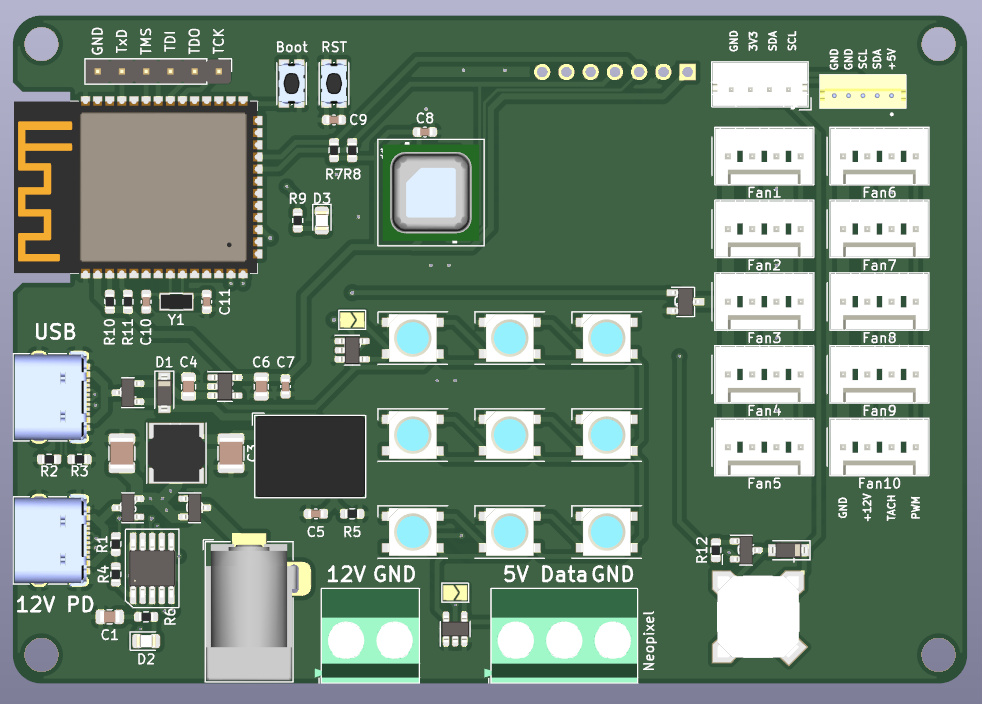 GND TxD TMS TDI TDO TCK
Boot RST
GND 3V3 SDA SCL
GND GND SCL SDA +5V
C9
C8
R7R8
R9 D3
Fan1 Fan6
Fan2 Fan7
R10 R11 C10 Y1 C11
USB
Fan3 Fan8
D1 C4 C6 C7
Fan4 Fan9
R2 R3
C3
Fan5 Fan10
GND +12V TACH PWM
C5 R5
R1
R4
R12
12V GND
5V Data GND
12V PD
C1
R6
D2
Neopixel